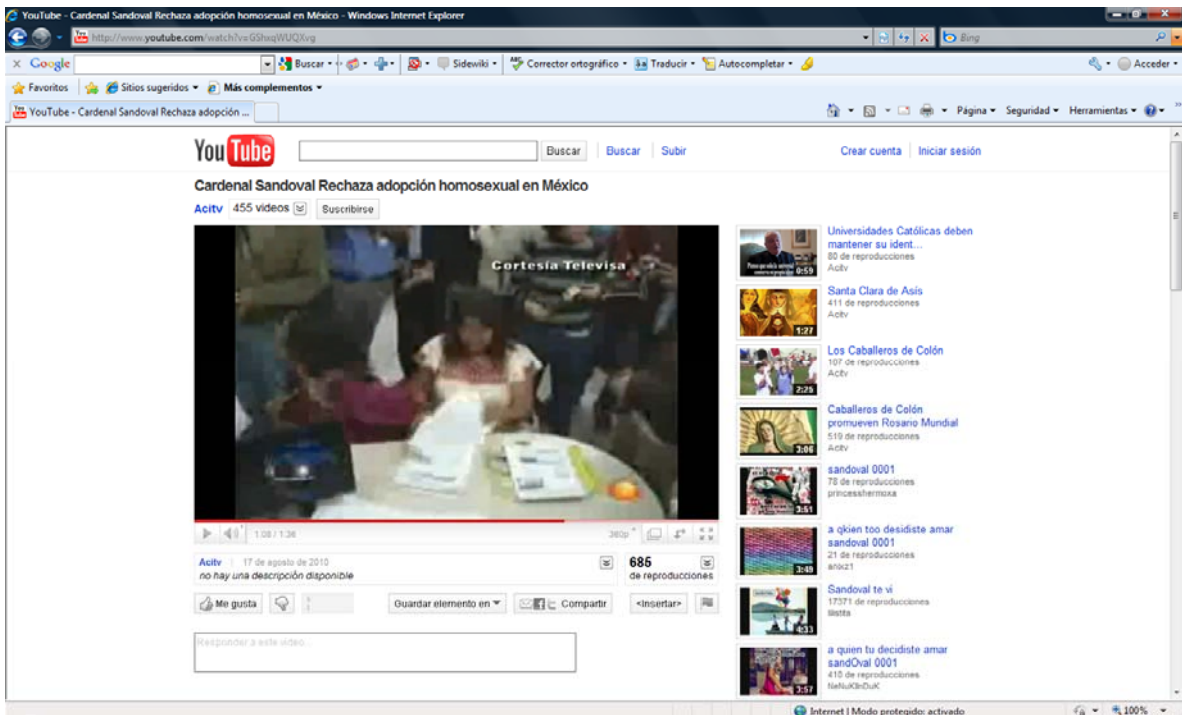 YouTube - Cardenal Sandoval Rechaza adopción homosexual en México - Windows Internet Explorer
http://www.youtube.com/watch?v=GShxqWUQXvg
Bing
x Google
Buscar
Sidewiki
Corrector ortográfico
Traducir
Autocompletar
Acceder
Favoritos
Sitios sugeridos
Más complementos
YouTube - Cardenal Sandoval Rechaza adopción ...
Página
Seguridad
Herramientas
You Tube
Buscar
Buscar
Subir
Crear cuenta
Iniciar sesión
Cardenal Sandoval Rechaza adopción homosexual en México
Acitv 455 videos Suscribirse
Cortesía Televisa
1:08 / 1:36
360p
Acitv 17 de agosto de 2010
no hay una descripción disponible
685
de reproducciones
Me gusta
Guardar elemento en
Compartir
<Insertar>
Responder a este video...
Universidades Católicas deben
mantener su ident...
80 de reproducciones
Acitv
0:59
Santa Clara de Asís
411 de reproducciones
Acitv
1:27
Los Caballeros de Colón
107 de reproducciones
Acitv
2:25
Caballeros de Colón
promueven Rosario Mundial
519 de reproducciones
Acitv
3:06
sandoval 0001
78 de reproducciones
princesshermoxa
3:51
a qkien too desidiste amar
sandoval 0001
21 de reproducciones
3:49
Sandoval te vi
17371 de reproducciones
4:33
a quien tu decidiste amar
sandOval 0001
418 de reproducciones
NeNuKInDuK
3:57
Internet | Modo protegido: activado
100%